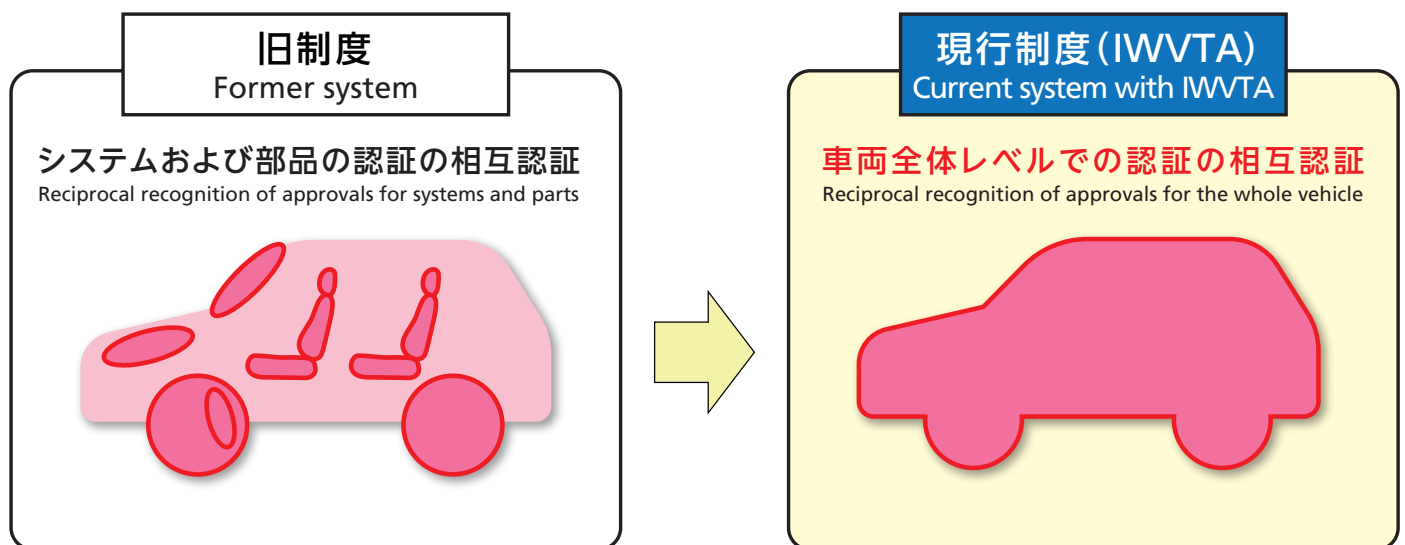 旧制度
Former system
システムおよび部品の認証の相互認証
Reciprocal recognition of approvals for systems and parts
現行制度(IWVTA)
Current system with IWVTA
車両全体レベルでの認証の相互認証
Reciprocal recognition of approvals for the whole vehicle